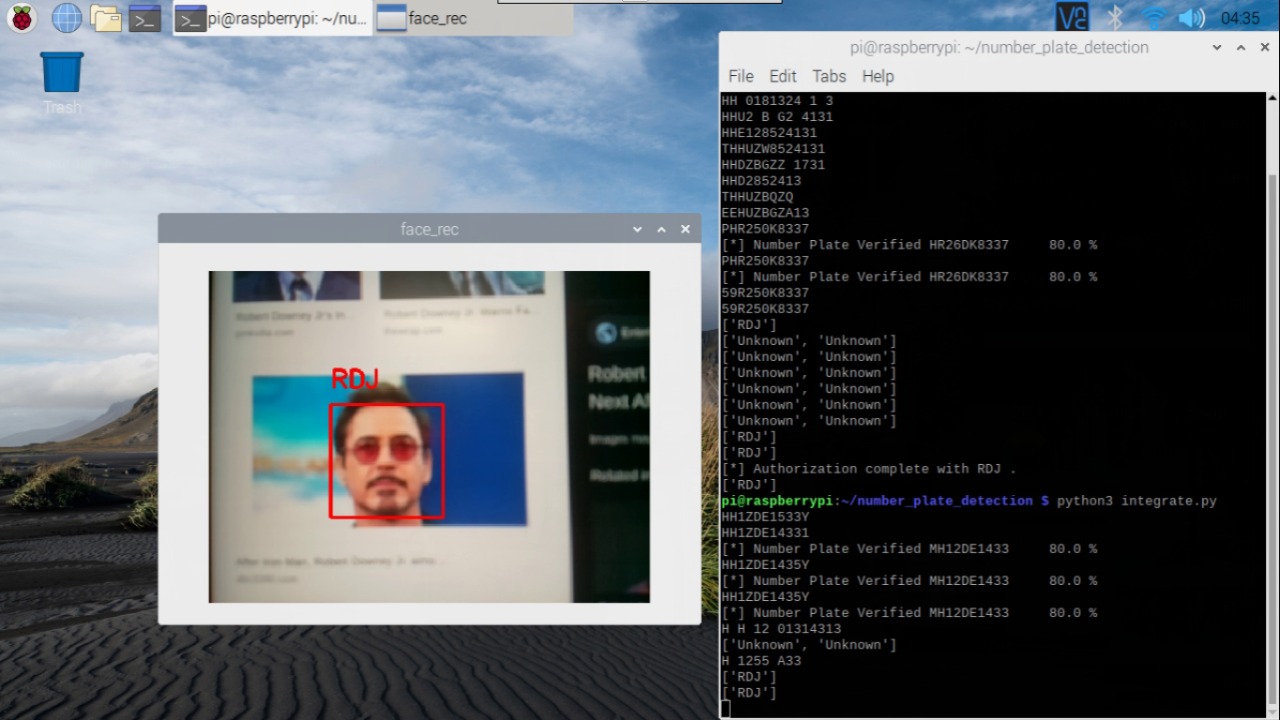 pi@raspberrypi: ~/nu...
face_rec
04:35
Trash
pi@raspberrypi: ~/number_plate_detection
File Edit Tabs Help
HH 0181324 1 3
HHU2 B G2 4131
HHE128524131
THHUZW8524131
HHDZBGZZ 1731
HHD2852413
THHUZBQZQ
EEHUZBGZA13
PHR250K8337
[*] Number Plate Verified HR26DK8337 80.0 %
PHR250K8337
[*] Number Plate Verified HR26DK8337 80.0 %
59R250K8337
59R250K8337
['RDJ']
['Unknown', 'Unknown']
['Unknown', 'Unknown']
['Unknown', 'Unknown']
['Unknown', 'Unknown']
['Unknown', 'Unknown']
['Unknown', 'Unknown']
['RDJ']
['RDJ']
[*] Authorization complete with RDJ .
['RDJ']
pi@raspberrypi:~/number_plate_detection $ python3 integrate.py
HH1ZDE1533Y
HH1ZDE14331
[*] Number Plate Verified MH12DE1433 80.0 %
HH1ZDE1435Y
[*] Number Plate Verified MH12DE1433 80.0 %
HH1ZDE1435Y
[*] Number Plate Verified MH12DE1433 80.0 %
H H 12 01314313
['Unknown', 'Unknown']
H 1255 A33
['RDJ']
['RDJ']
face_rec
Robert Downey Jr's in ...
Robert Downey Jr.
RDJ
Robert
Next
After Iron Man, Robert Downey Jr. aims ...